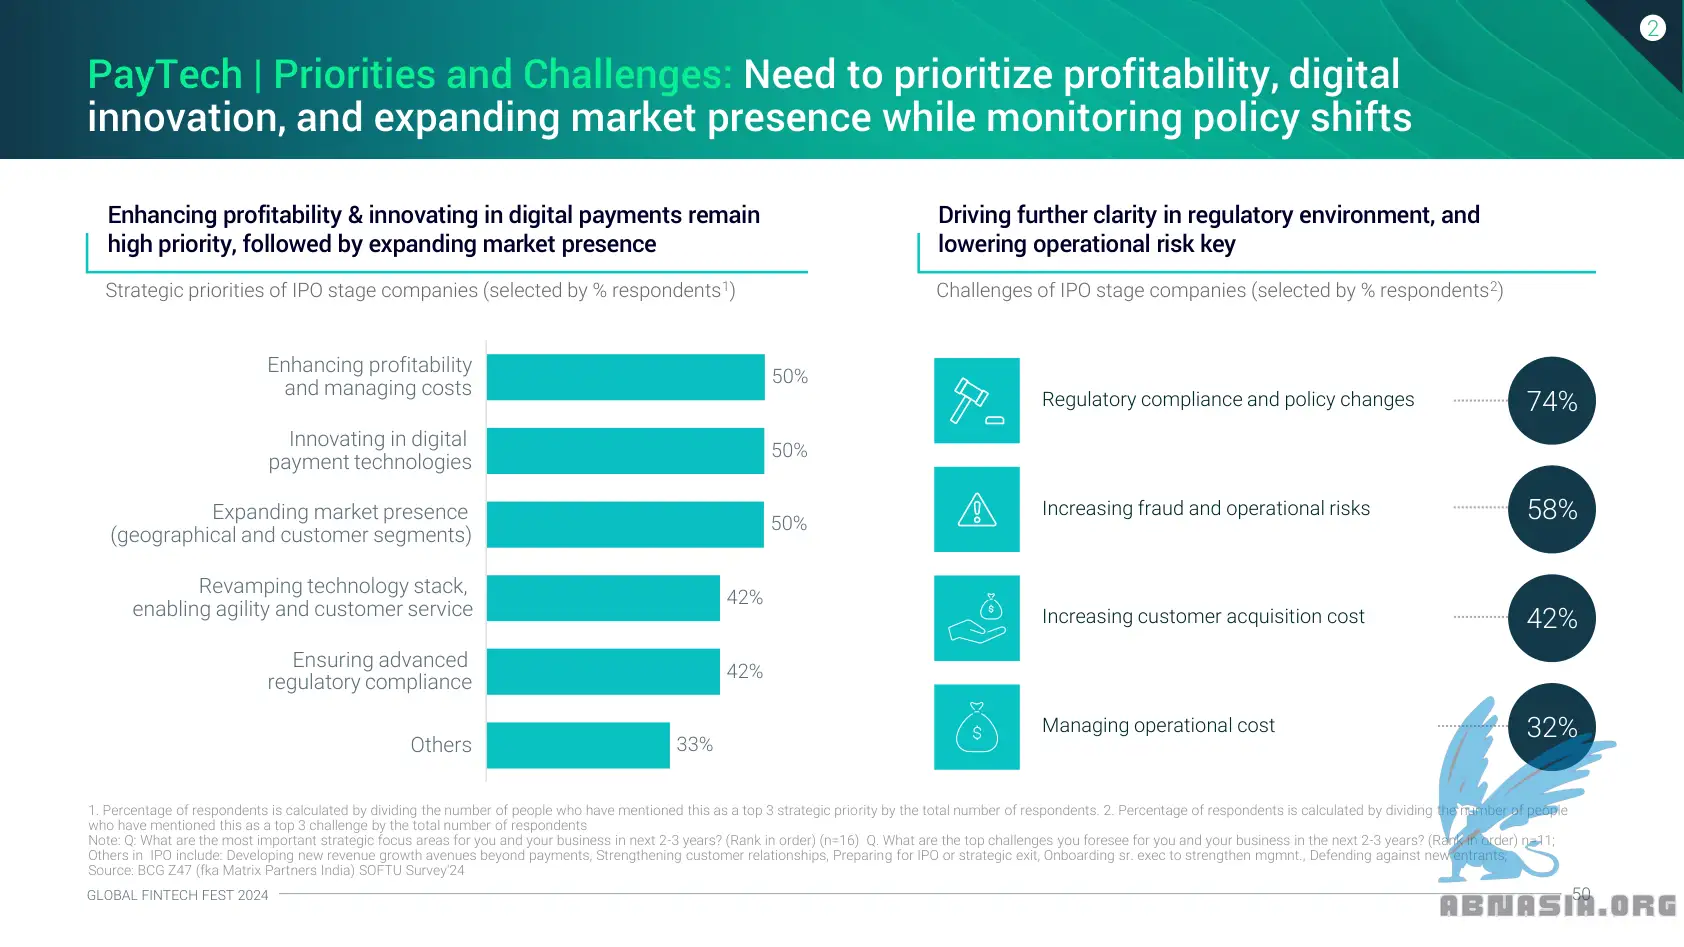 2
PayTech | Priorities and Challenges: Need to prioritize profitability, digital
innovation, and expanding market presence while monitoring policy shifts
Enhancing profitability & innovating in digital payments remain
high priority, followed by expanding market presence
Strategic priorities of IPO stage companies (selected by % respondents1)
Enhancing profitability
and managing costs
50%
Innovating in digital
payment technologies
50%
Expanding market presence
(geographical and customer segments)
50%
Revamping technology stack,
enabling agility and customer service
42%
Ensuring advanced
regulatory compliance
42%
Others
33%
Driving further clarity in regulatory environment, and
lowering operational risk key
Challenges of IPO stage companies (selected by % respondents2)
Regulatory compliance and policy changes
74%
Increasing fraud and operational risks
58%
$
Increasing customer acquisition cost
42%
$
Managing operational cost
32%
1. Percentage of respondents is calculated by dividing the number of people who have mentioned this as a top 3 strategic priority by the total number of respondents. 2. Percentage of respondents is calculated by dividing the number of people
who have mentioned this as a top 3 challenge by the total number of respondents
Note: Q: What are the most important strategic focus areas for you and your business in next 2-3 years? (Rank in order) (n=16) Q. What are the top challenges you foresee for you and your business in the next 2-3 years? (Rank in order) n=11;
Others in IPO include: Developing new revenue growth avenues beyond payments, Strengthening customer relationships, Preparing for IPO or strategic exit, Onboarding sr. exec to strengthen mgmnt., Defending against new entrants,
Source: BCG Z47 (fka Matrix Partners India) SOFTU Survey'24
GLOBAL FINTECH FEST 2024
50
ABNASIA.ORG